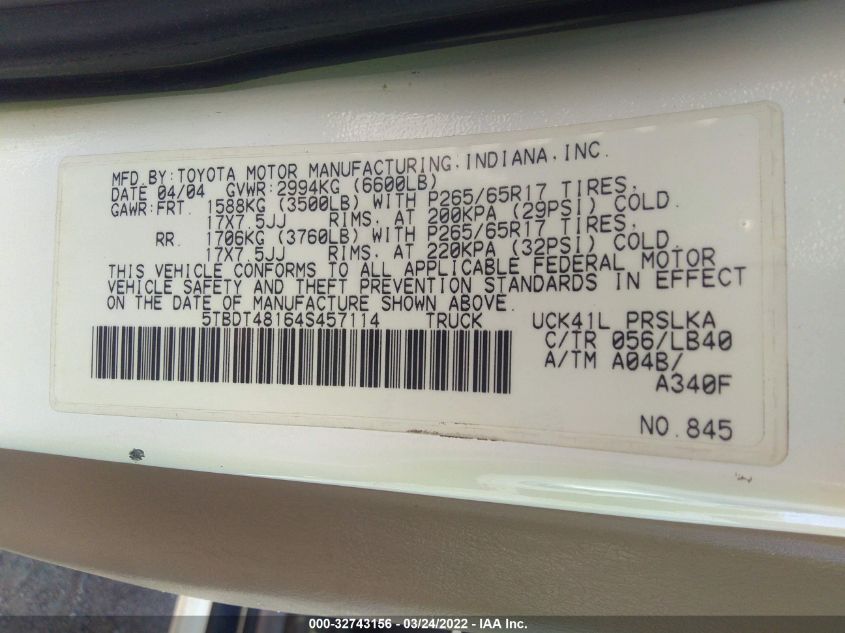 MFD.BY:TOYOTA MOTOR MANUFACTURING,INDIANA,INC.
DATE 04/04 GVWR:2994KG (6600LB)
GAWR:FRT. 1588KG (3500LB) WITH P265/65R17 TIRES,
17X7.5JJ RIMS, AT 200KPA (29PSI) COLD.
RR. 1706KG (3760LB) WITH P265/65R17 TIRES,
17X7.5JJ RIMS, AT 220KPA (32PSI) COLD.
THIS VEHICLE CONFORMS TO ALL APPLICABLE FEDERAL MOTOR
VEHICLE SAFETY AND THEFT PREVENTION STANDARDS IN EFFECT
ON THE DATE OF MANUFACTURE SHOWN ABOVE.
5TBDT48164S457114 TRUCK UCK41L PRSLKA
C/TR 056/LB40
A/TM A04B/
A340F
NO.845
000-32743156 - 03/24/2022 - IAA Inc.